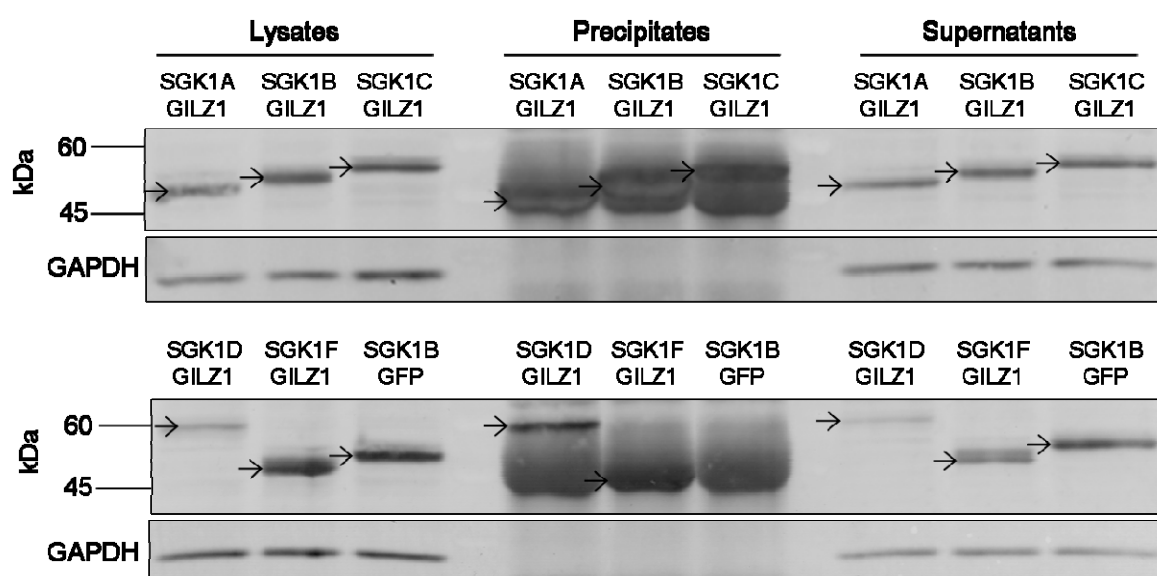 Lysates Precipitates Supernatants
SGK1A SGK1B SGK1C SGK1A SGK1B SGK1C SGK1A SGK1B SGK1C
GILZ1 GILZ1 GILZ1 GILZ1 GILZ1 GILZ1 GILZ1 GILZ1 GILZ1
60
kDa
45
GAPDH
SGK1D SGK1F SGK1B SGK1D SGK1F SGK1B SGK1D SGK1F SGK1B
GILZ1 GILZ1 GFP GILZ1 GILZ1 GFP GILZ1 GILZ1 GFP
60
kDa
45
GAPDH